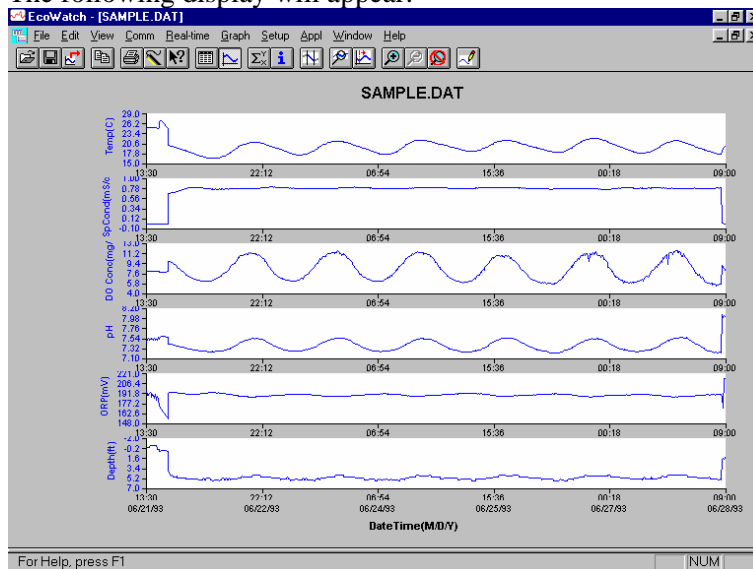 The following display will appear:
EcoWatch - [SAMPLE.DAT]
File Edit View Comm Real-time Graph Setup Appl Window Help
SAMPLE.DAT
Temp(C)
29.0
26.2
23.4
20.6
17.8
15.0
13:30 22:12 06:54 15:36 00:18 09:00
SpCond(mS/c
1.00
0.78
0.56
0.34
0.12
-0.10
13:30 22:12 06:54 15:36 00:18 09:00
DO Conc(mg/
13.0
11.2
9.4
7.6
5.8
4.0
13:30 22:12 06:54 15:36 00:18 09:00
pH
8.20
7.98
7.76
7.54
7.32
7.10
13:30 22:12 06:54 15:36 00:18 09:00
ORP(mV)
221.0
206.4
191.8
177.2
162.6
148.0
13:30 22:12 06:54 15:36 00:18 09:00
Depth(ft)
-2.0
-0.2
1.6
3.4
5.2
7.0
13:30 22:12 06:54 15:36 00:18 09:00
06/21/93 06/22/93 06/24/93 06/25/93 06/27/93 06/28/93
DateTime(M/D/Y)
For Help, press F1
NUM